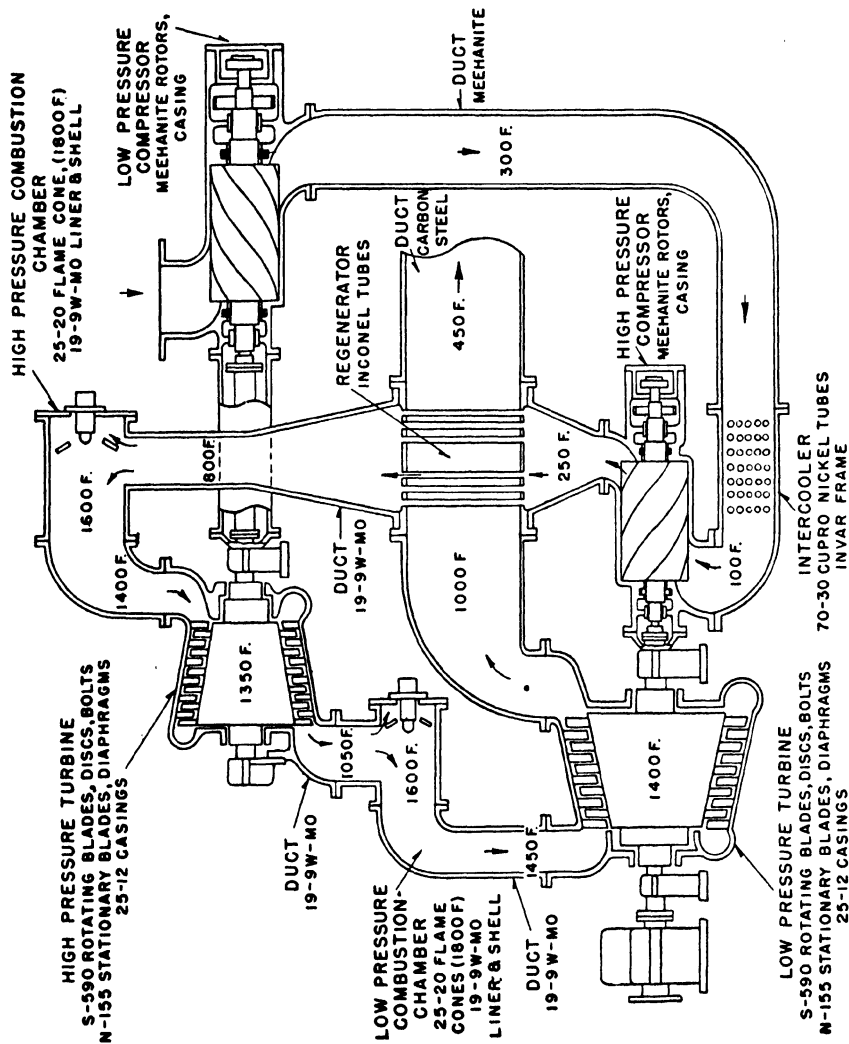 HIGH PRESSURE COMBUSTION
CHAMBER
25-20 FLAME CONE, (1800 F.)
19-9W-MO LINER & SHELL
LOW PRESSURE
COMPRESSOR
MEEHANITE ROTORS,
CASING
DUCT
MEEHANITE
300 F.
DUCT
CARBON
STEEL
450 F.
REGENERATOR
INCONEL TUBES
HIGH PRESSURE
COMPRESSOR
MEEHANITE ROTORS,
CASING
1600 F.
800F.
250 F.
1400 F.
DUCT
19-9W-MO
1000 F.
100 F.
INTERCOOLER
70-30 CUPRO NICKEL TUBES
INVAR FRAME
HIGH PRESSURE TURBINE
S-590 ROTATING BLADES, DISCS, BOLTS
N-155 STATIONARY BLADES, DIAPHRAGMS
25-12 CASINGS
1350 F.
1050F.
1600 F.
DUCT
19-9W-MO
1400 F.
1450 F.
LOW PRESSURE
COMBUSTION
CHAMBER
25-20 FLAME
CONES (1800 F)
19-9W-MO
LINER & SHELL
DUCT
19-9W-MO
LOW PRESSURE TURBINE
S-590 ROTATING BLADES, DISCS, BOLTS
N-155 STATIONARY BLADES, DIAPHRAGMS
25-12 CASINGS